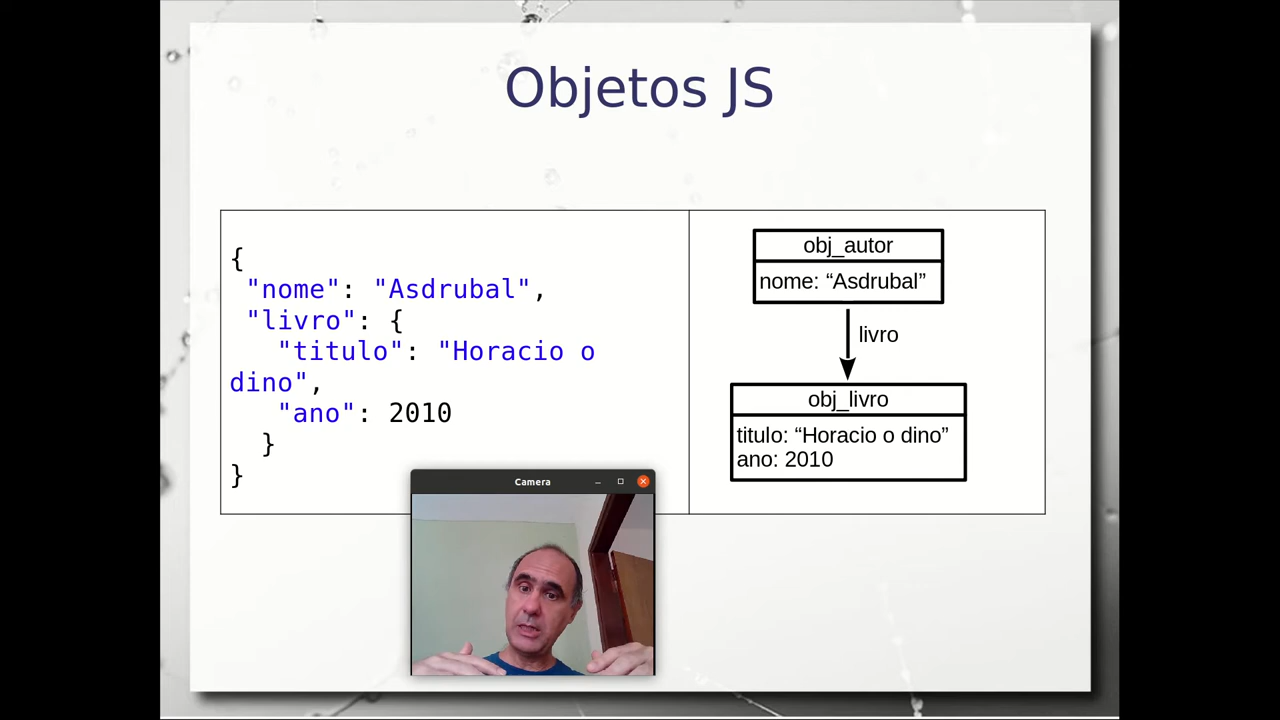 Objetos JS
{
"nome": "Asdrubal",
"livro": {
"titulo": "Horacio o
dino",
"ano": 2010
}
}
obj_autor
nome: “Asdrubal”
livro
obj_livro
titulo: “Horacio o dino”
ano: 2010
Camera